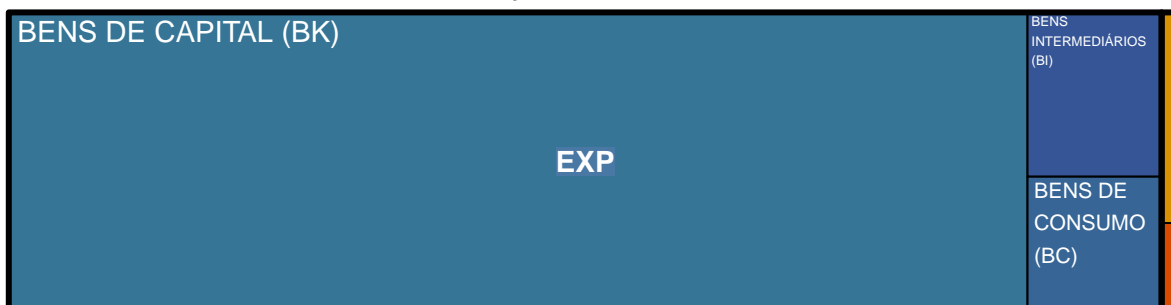 BENS DE CAPITAL (BK)
BENS
INTERMEDIÁRIOS
(BI)
EXP
BENS DE
CONSUMO
(BC)